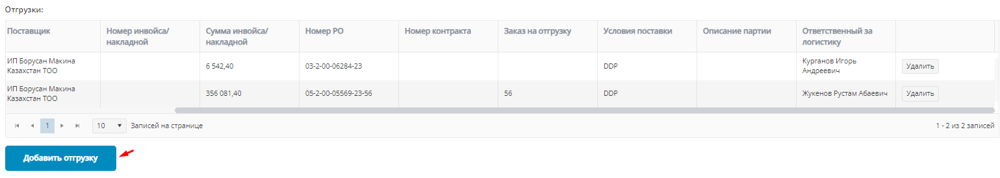 Отгрузки:
Поставщик
Номер инвойса/
накладной
Сумма инвойса/
накладной
Номер РО
Номер контракта
Заказ на отгрузку
Условия поставки
Описание партии
Ответственный за
логистику
ИП Борусан Макина
Казахстан ТОО
6 542,40
03-2-00-06284-23
DDP
Курганов Игорь
Андреевич
Удалить
ИП Борусан Макина
Казахстан ТОО
356 081,40
05-2-00-05569-23-56
56
DDP
Жукенов Рустам Абаевич
Удалить
1
10
Записей на странице
1 - 2 из 2 записей
Добавить отгрузку